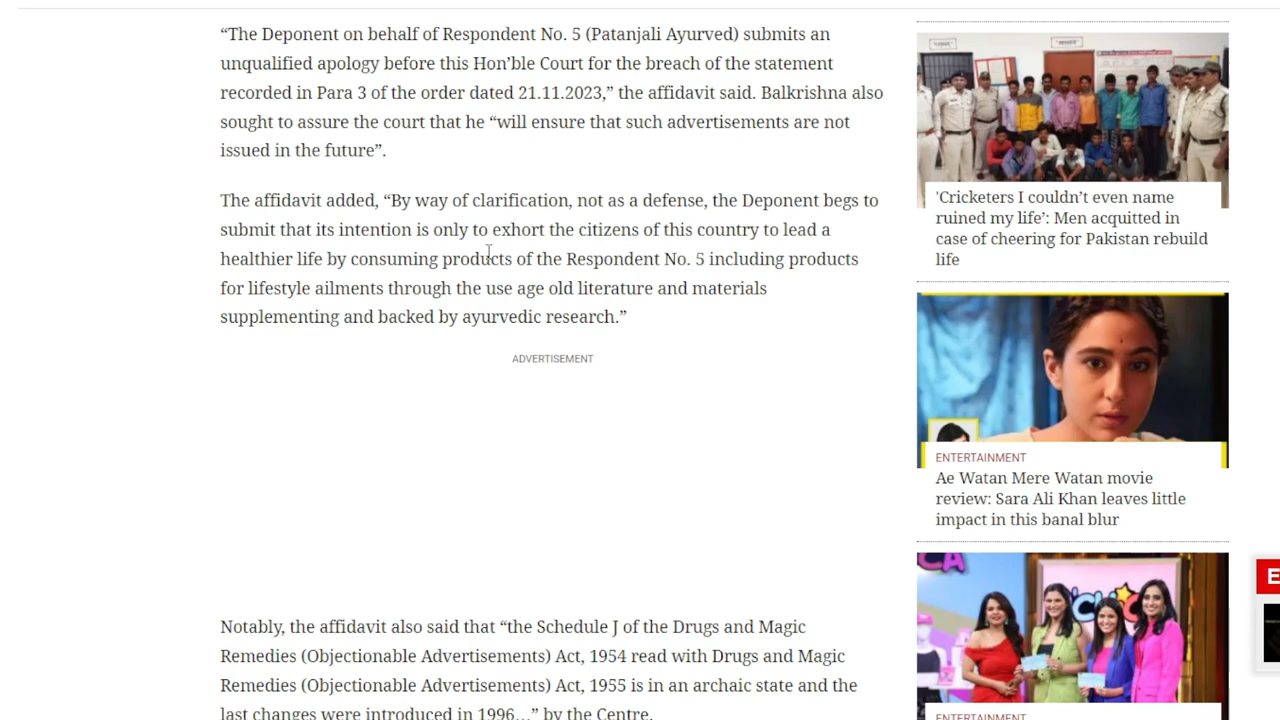 “The Deponent on behalf of Respondent No. 5 (Patanjali Ayurved) submits an
unqualified apology before this Hon’ble Court for the breach of the statement
recorded in Para 3 of the order dated 21.11.2023,” the affidavit said. Balkrishna also
sought to assure the court that he “will ensure that such advertisements are not
issued in the future”.
The affidavit added, “By way of clarification, not as a defense, the Deponent begs to
submit that its intention is only to exhort the citizens of this country to lead a
healthier life by consuming products of the Respondent No. 5 including products
for lifestyle ailments through the use age old literature and materials
supplementing and backed by ayurvedic research.”
ADVERTISEMENT
Notably, the affidavit also said that “the Schedule J of the Drugs and Magic
Remedies (Objectionable Advertisements) Act, 1954 read with Drugs and Magic
Remedies (Objectionable Advertisements) Act, 1955 is in an archaic state and the
last changes were introduced in 1996…” by the Centre.
'Cricketers I couldn’t even name
ruined my life’: Men acquitted in
case of cheering for Pakistan rebuild
life
ENTERTAINMENT
Ae Watan Mere Watan movie
review: Sara Ali Khan leaves little
impact in this banal blur
ENTERTAINMENT
E